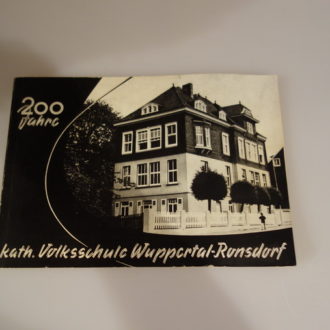 200
Jahre
kath. Volksschule Wuppertal-Ronsdorf